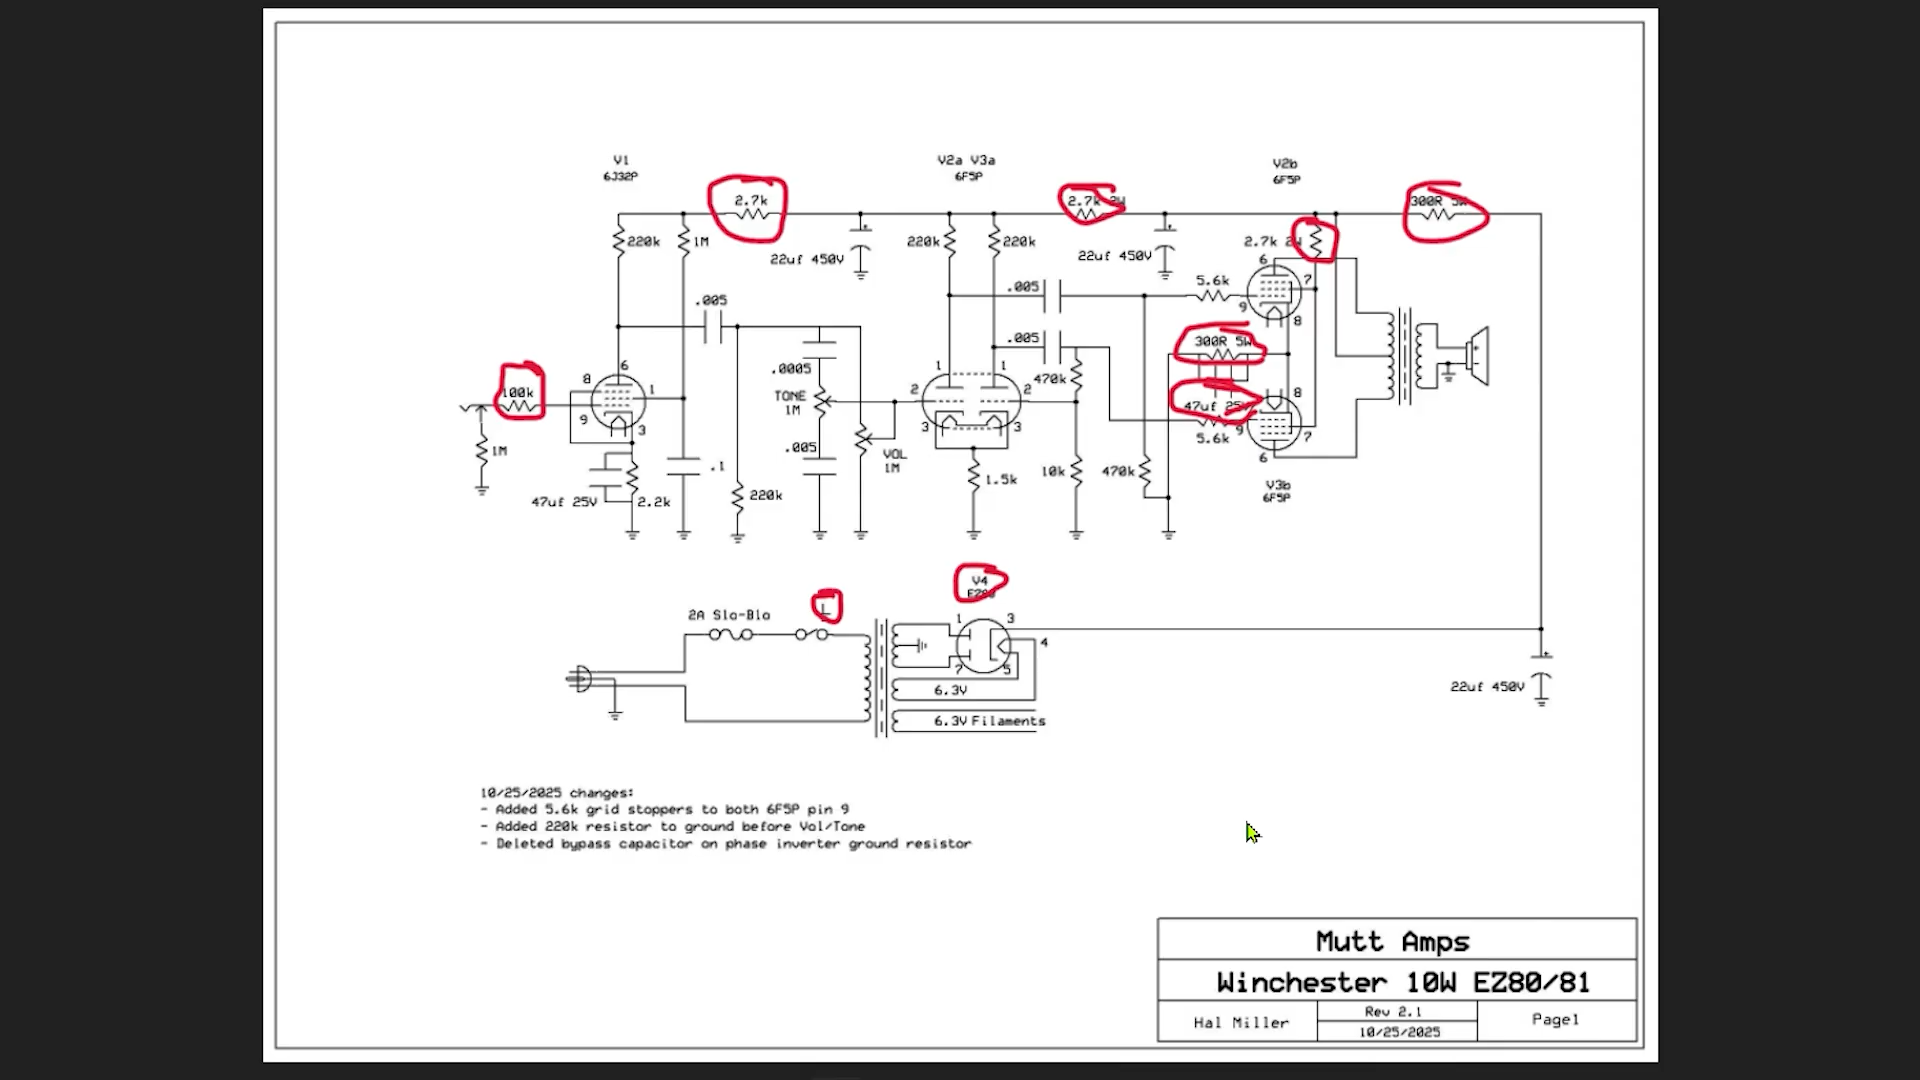 V1
6J32P
V2a V3a
6F5P
V2b
6F5P
2.7k
2.7k 2W
300R 5W
220k
1M
22uf 450V
220k
220k
22uf 450V
2.7k 2W
.005
.005
5.6k
6
7
9
8
.005
300R 5W
.0005
TONE
1M
470k
47uf 25V
5.6k
100k
8
6
1
9
3
1
1
2
2
3
3
8
9
7
6
1M
.1
.005
VOL
1M
10k
470k
1.5k
47uf 25V
2.2k
220k
V3b
6F5P
V4
2A Slo-Blo
1
3
4
7
5
6.3V
6.3V Filaments
22uf 450V
10/25/2025 changes:
- Added 5.6k grid stoppers to both 6F5P pin 9
- Added 220k resistor to ground before Vol/Tone
- Deleted bypass capacitor on phase inverter ground resistor
Mutt Amps
Winchester 10W EZ80/81
Hal Miller
Rev 2.1
10/25/2025
Page1